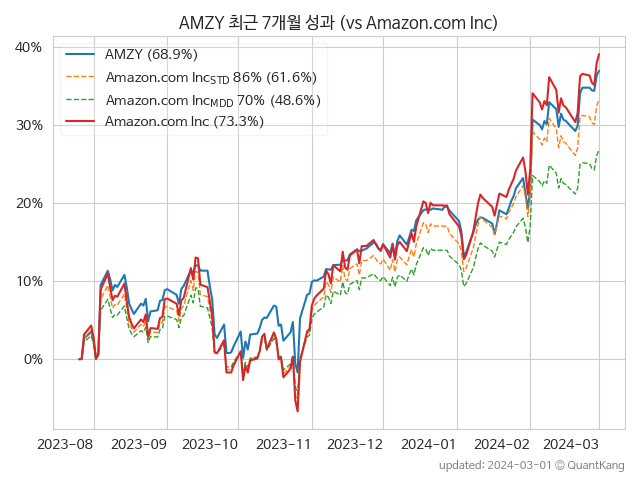 AMZY 최근 7개월 성과 (vs Amazon.com Inc)
AMZY (68.9%)
Amazon.com Inc_STD 86% (61.6%)
Amazon.com Inc_MDD 70% (48.6%)
Amazon.com Inc (73.3%)
40%
30%
20%
10%
0%
2023-08 2023-09 2023-10 2023-11 2023-12 2024-01 2024-02 2024-03
updated: 2024-03-01 © QuantKang